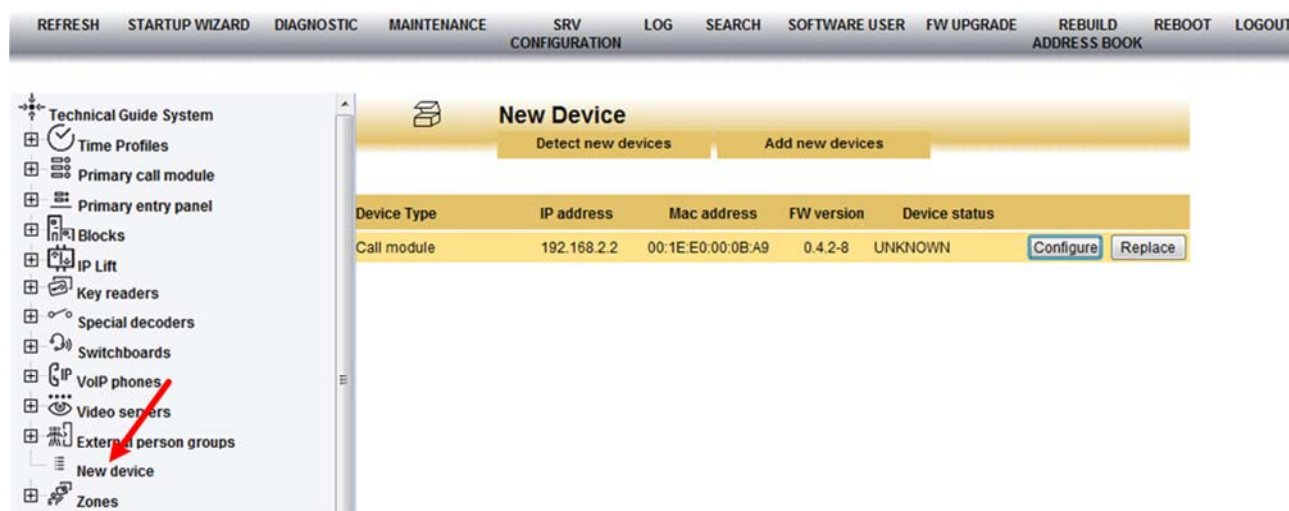 REFRESH STARTUP WIZARD DIAGNOSTIC MAINTENANCE SRV CONFIGURATION LOG SEARCH SOFTWARE USER FW UPGRADE REBUILD ADDRESS BOOK REBOOT LOGOUT
Technical Guide System
Time Profiles
Primary call module
Primary entry panel
Blocks
IP Lift
Key readers
Special decoders
Switchboards
IP VoIP phones
Video servers
External person groups
New device
Zones
New Device
Detect new devices Add new devices
Device Type IP address Mac address FW version Device status
Call module 192.168.2.2 00:1E:E0:00:0B:A9 0.4.2-8 UNKNOWN Configure Replace